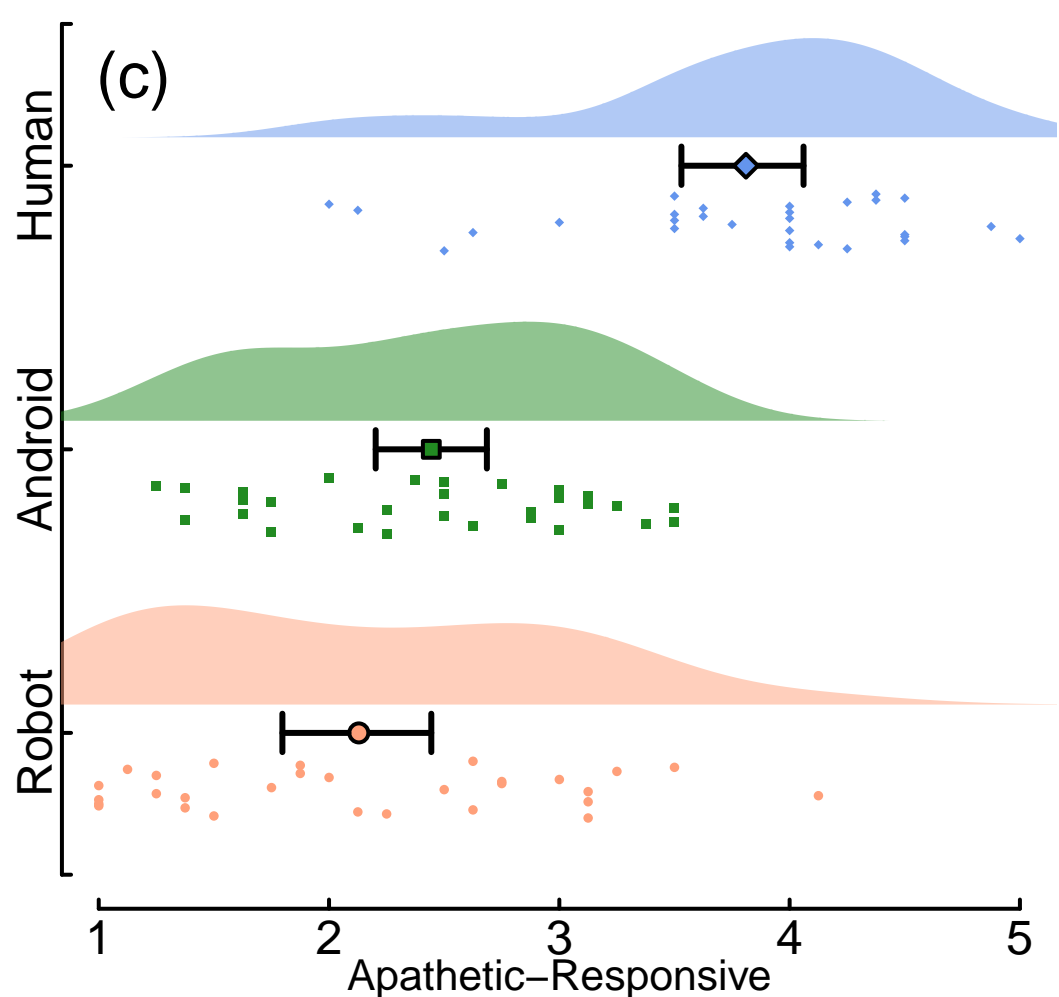 (c)
Human
Android
Robot
1 2 3 4 5
Apathetic−Responsive